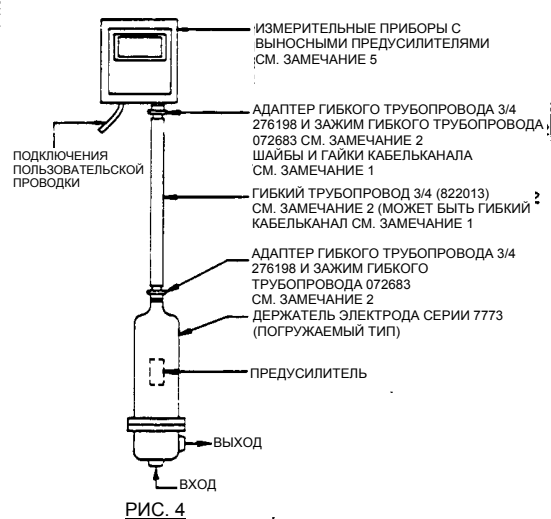 ИЗМЕРИТЕЛЬНЫЕ ПРИБОРЫ С
ВЫНОСНЫМИ ПРЕДУСИЛИТЕЛЯМИ
СМ. ЗАМЕЧАНИЕ 5
АДАПТЕР ГИБКОГО ТРУБОПРОВОДА 3/4
276198 И ЗАЖИМ ГИБКОГО ТРУБОПРОВОДА
072683 СМ. ЗАМЕЧАНИЕ 2
ШАЙБЫ И ГАЙКИ КАБЕЛЬКАНАЛА
СМ. ЗАМЕЧАНИЕ 1
ПОДКЛЮЧЕНИЯ
ПОЛЬЗОВАТЕЛЬСКОЙ
ПРОВОДКИ
ГИБКИЙ ТРУБОПРОВОД 3/4 (822013)
СМ. ЗАМЕЧАНИЕ 2 (МОЖЕТ БЫТЬ ГИБКИЙ
КАБЕЛЬКАНАЛ СМ. ЗАМЕЧАНИЕ 1
АДАПТЕР ГИБКОГО ТРУБОПРОВОДА 3/4
276198 И ЗАЖИМ ГИБКОГО
ТРУБОПРОВОДА 072683
СМ. ЗАМЕЧАНИЕ 2
ДЕРЖАТЕЛЬ ЭЛЕКТРОДА СЕРИИ 7773
(ПОГРУЖАЕМЫЙ ТИП)
ПРЕДУСИЛИТЕЛЬ
ВЫХОД
ВХОД
РИС. 4